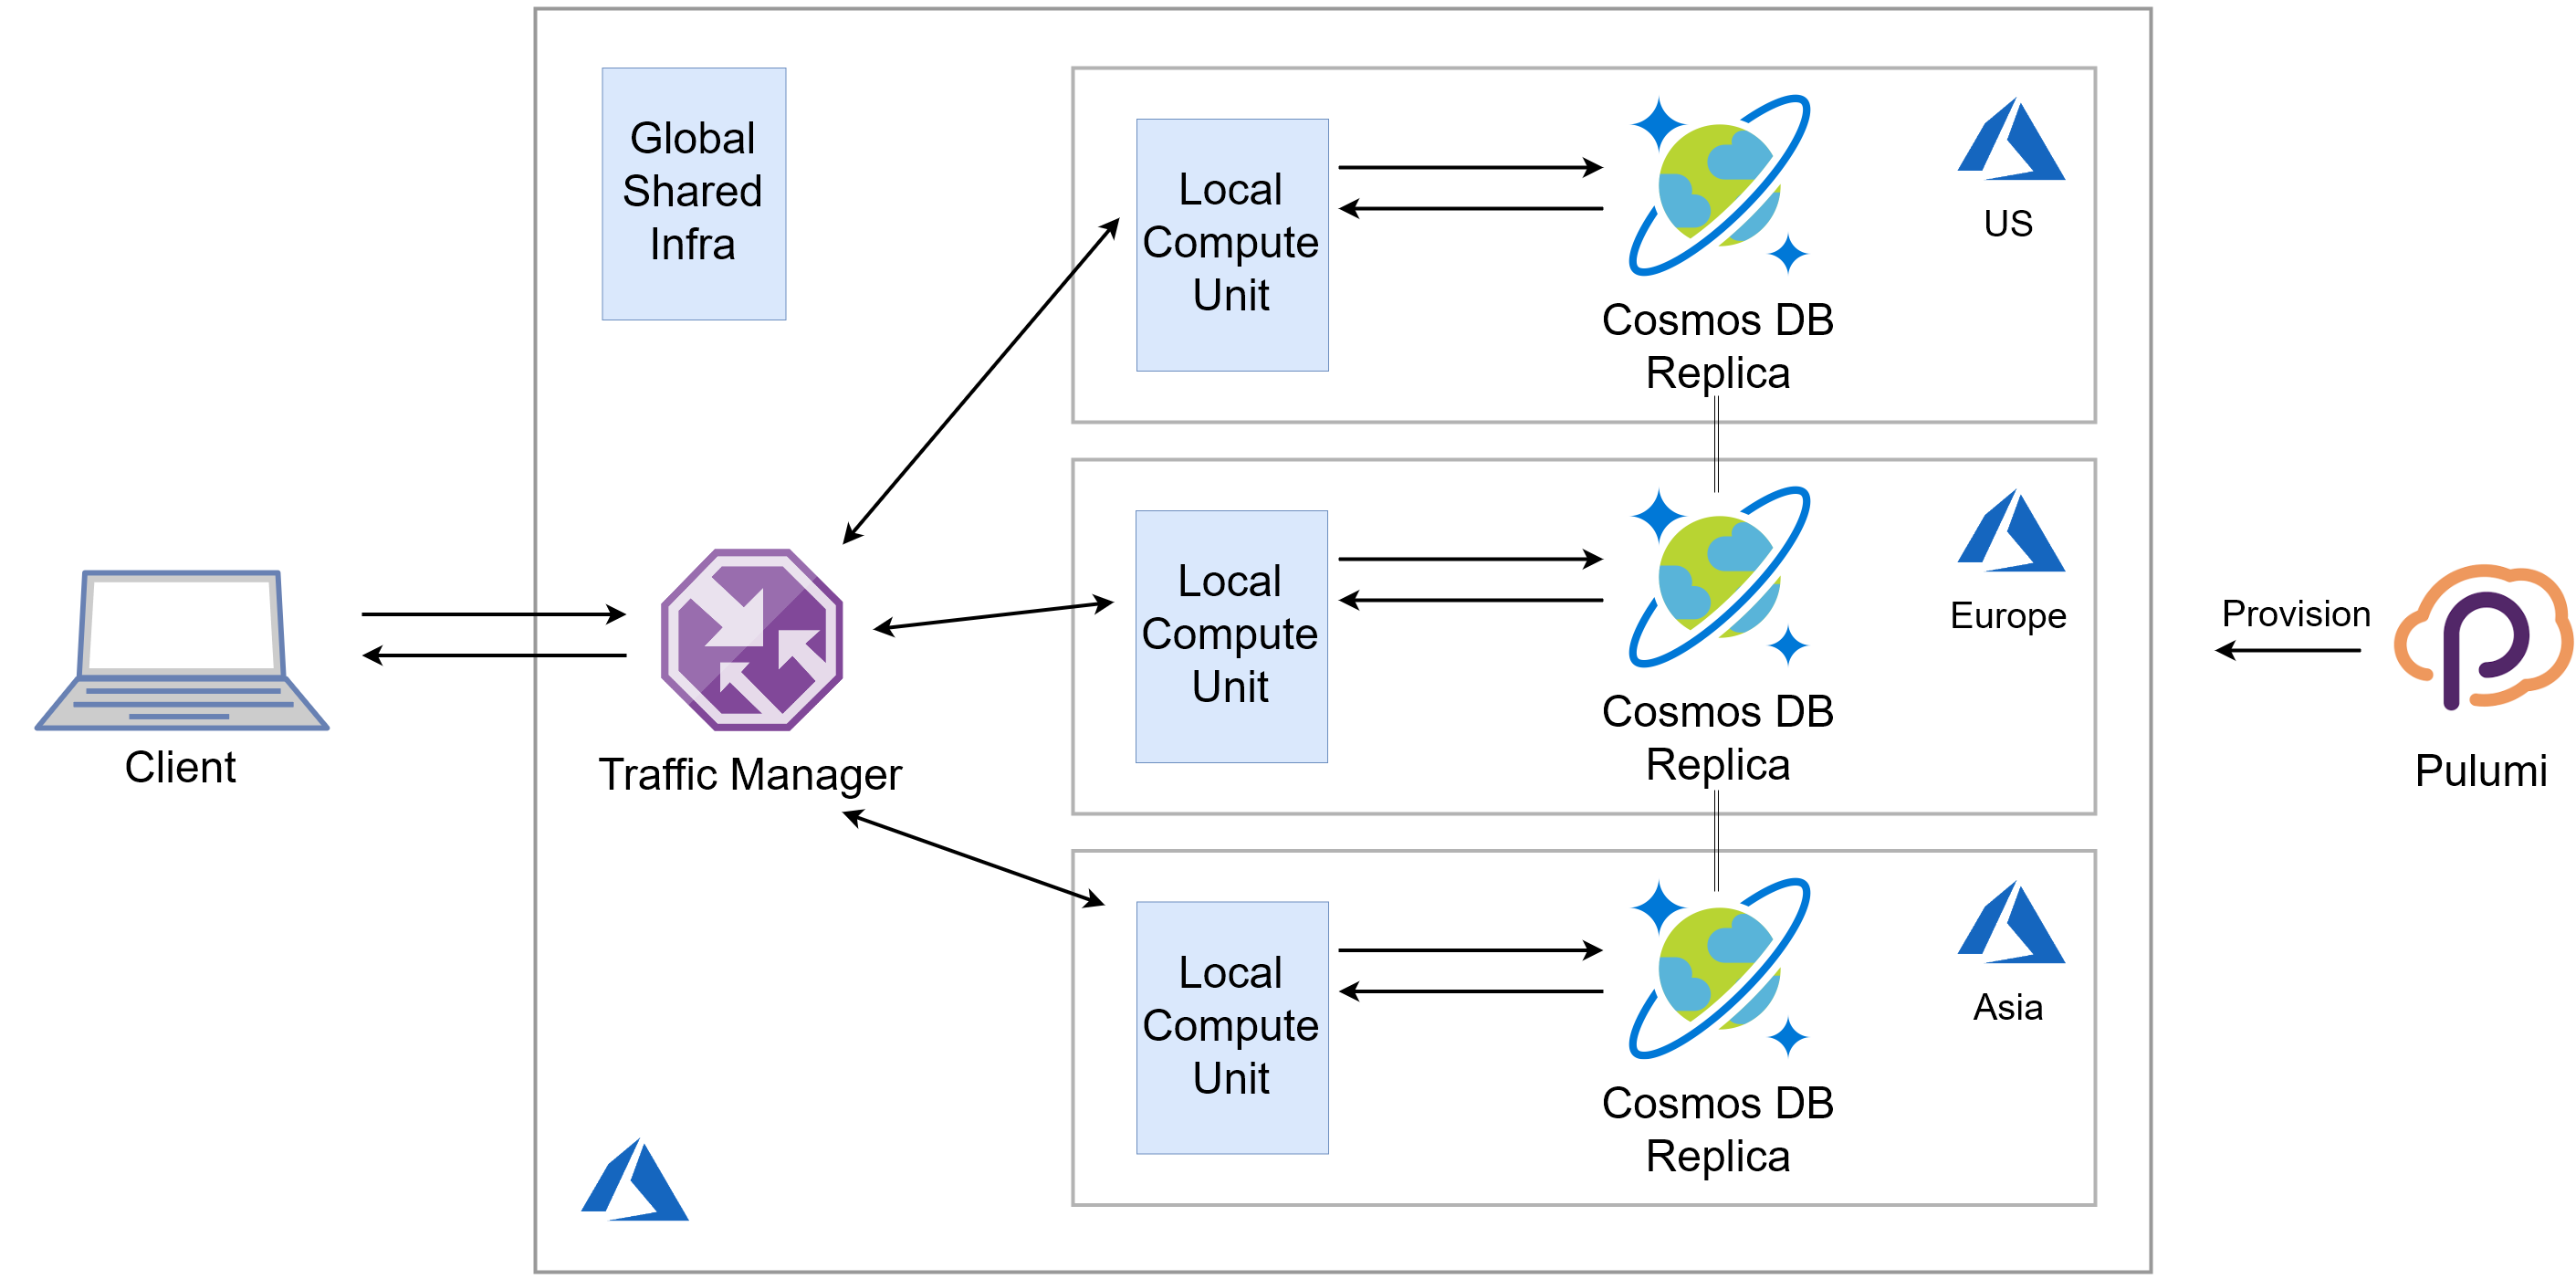 Global
Shared
Infra
Local
Compute
Unit
Cosmos DB
Replica
US
Client
Traffic Manager
Local
Compute
Unit
Cosmos DB
Replica
Europe
Provision
Pulumi
Local
Compute
Unit
Cosmos DB
Replica
Asia